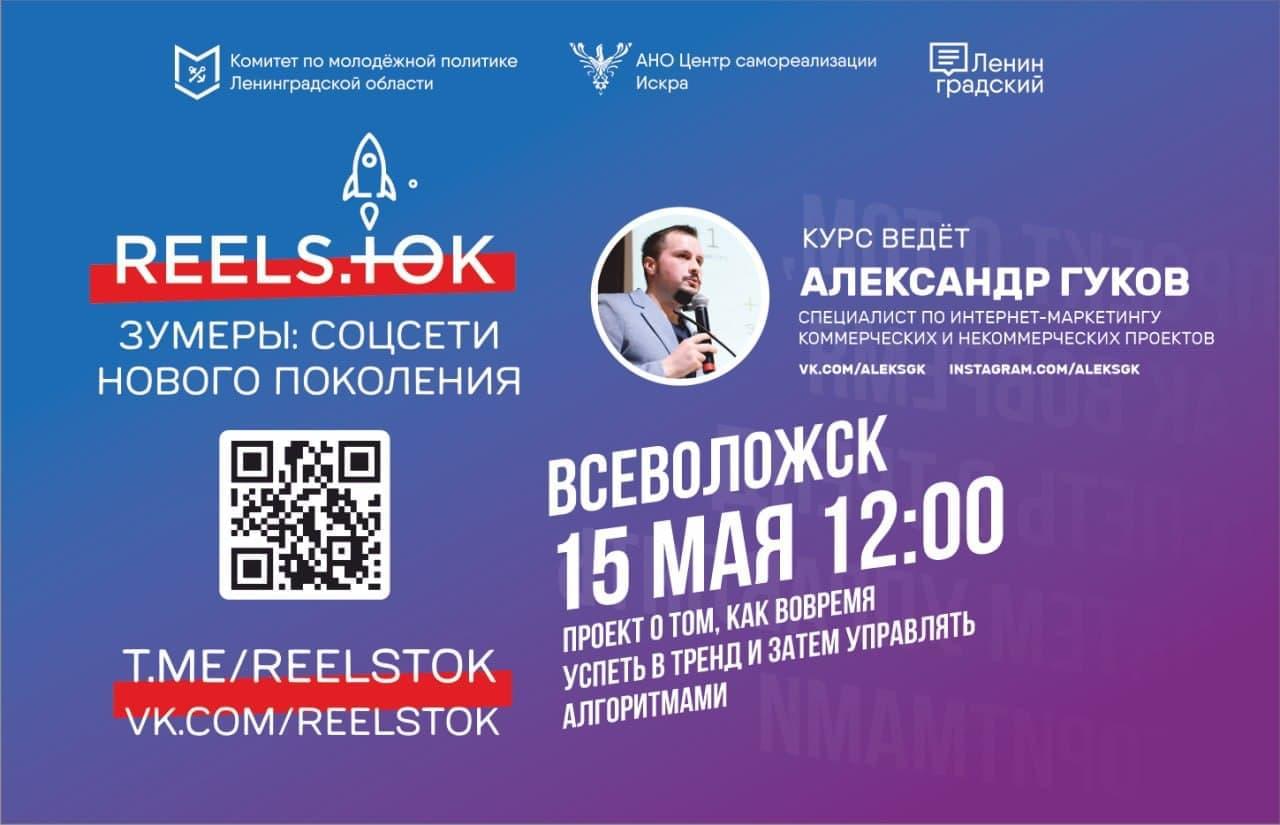 Комитет по молодёжной политике
Ленинградской области
АНО Центр самореализации
Искра
Ленин
градский
REELS.ТОК
ЗУМЕРЫ: СОЦСЕТИ
НОВОГО ПОКОЛЕНИЯ
T.ME/REELSTOK
VK.COM/REELSTOK
КУРС ВЕДЁТ
АЛЕКСАНДР ГУКОВ
СПЕЦИАЛИСТ ПО ИНТЕРНЕТ-МАРКЕТИНГУ
КОММЕРЧЕСКИХ И НЕКОММЕРЧЕСКИХ ПРОЕКТОВ
VK.COM/ALEKSGK INSTAGRAM.COM/ALEKSGK
ВСЕВОЛОЖСК
15 МАЯ 12:00
ПРОЕКТ О ТОМ, КАК ВОВРЕМЯ
УСПЕТЬ В ТРЕНД И ЗАТЕМ УПРАВЛЯТЬ
АЛГОРИТМАМИ